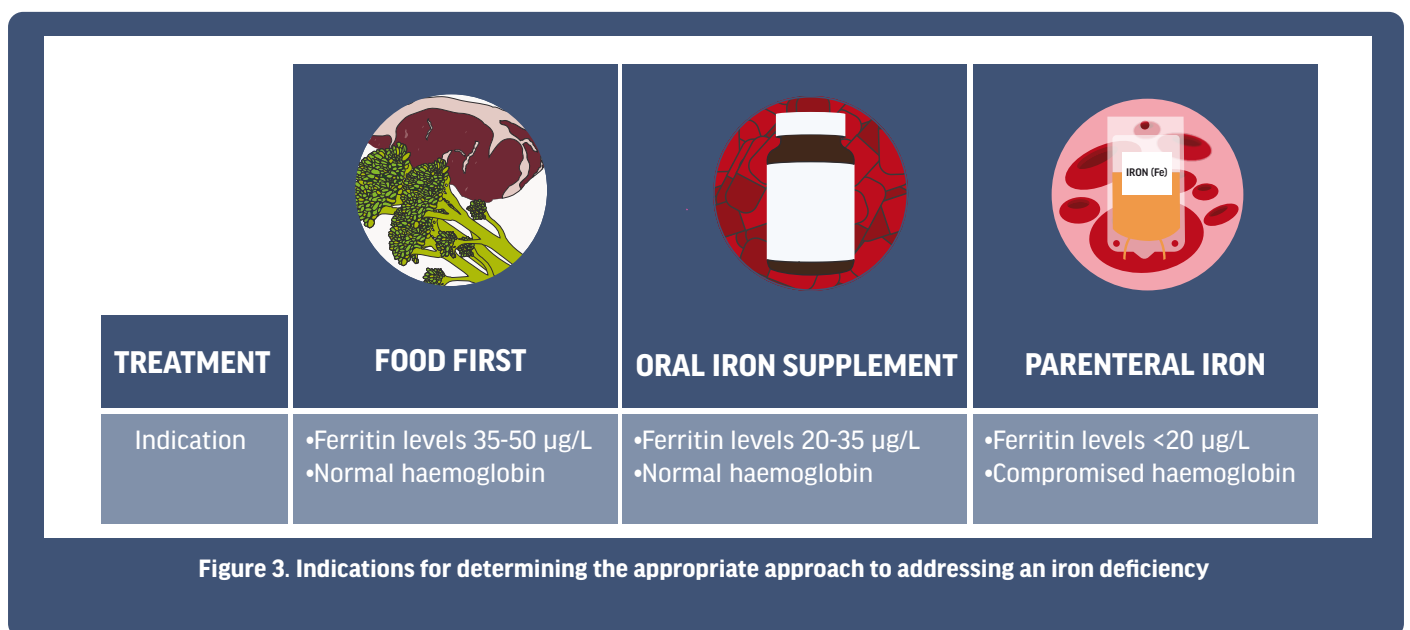 IRON (Fe)
TREATMENT
FOOD FIRST
ORAL IRON SUPPLEMENT
PARENTERAL IRON
Indication
•Ferritin levels 35-50 µg/L
•Normal haemoglobin
•Ferritin levels 20-35 µg/L
•Normal haemoglobin
•Ferritin levels <20 µg/L
•Compromised haemoglobin
Figure 3. Indications for determining the appropriate approach to addressing an iron deficiency